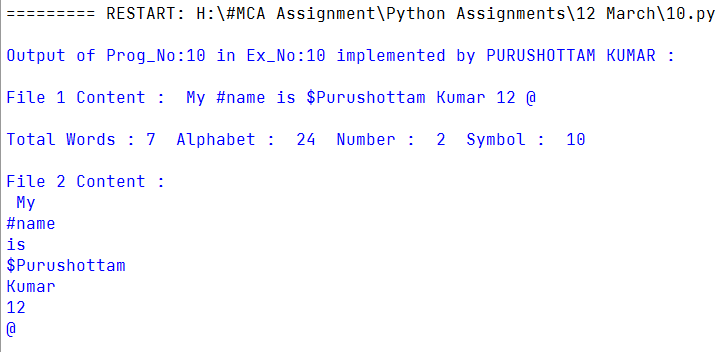 ========= RESTART: H:\#MCA Assignment\Python Assignments\12 March\10.py
Output of Prog_No:10 in Ex_No:10 implemented by PURUSHOTTAM KUMAR :
File 1 Content :  My #name is $Purushottam Kumar 12 @
Total Words : 7  Alphabet :  24  Number :  2  Symbol :  10
File 2 Content :
 My
#name
is
$Purushottam
Kumar
12
@